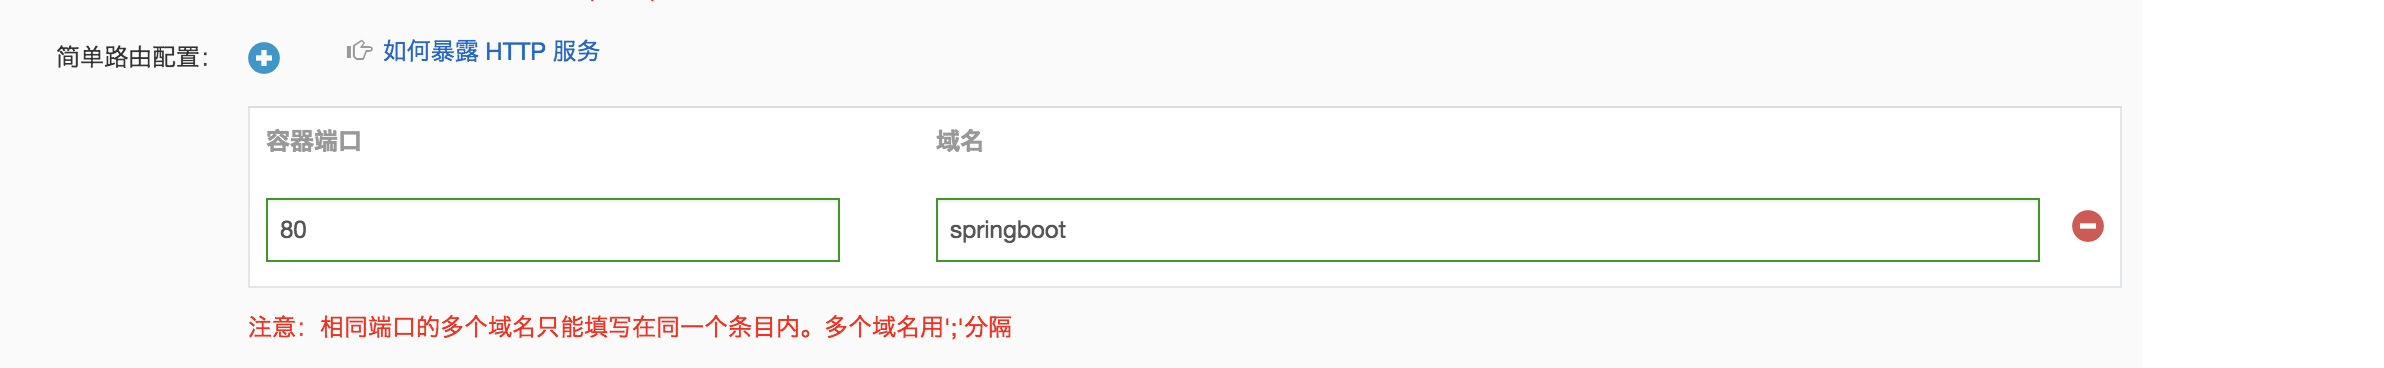 简单路由配置：
如何暴露 HTTP 服务
容器端口 域名
80 springboot
注意：相同端口的多个域名只能填写在同一个条目内。多个域名用';'分隔